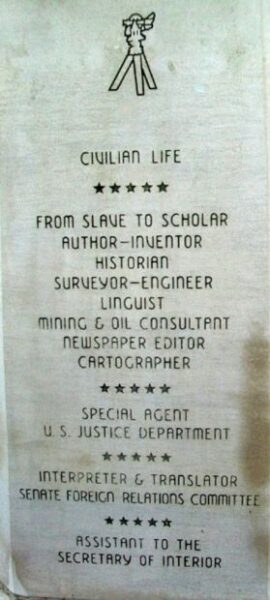 CIVILIAN LIFE
FROM SLAVE TO SCHOLAR
AUTHOR-INVENTOR
HISTORIAN
SURVEYOR-ENGINEER
LINGUIST
MINING & OIL CONSULTANT
NEWSPAPER EDITOR
CARTOGRAPHER
SPECIAL AGENT
U. S. JUSTICE DEPARTMENT
INTERPRETER & TRANSLATOR
SENATE FOREIGN RELATIONS COMMITTEE
ASSISTANT TO THE
SECRETARY OF INTERIOR